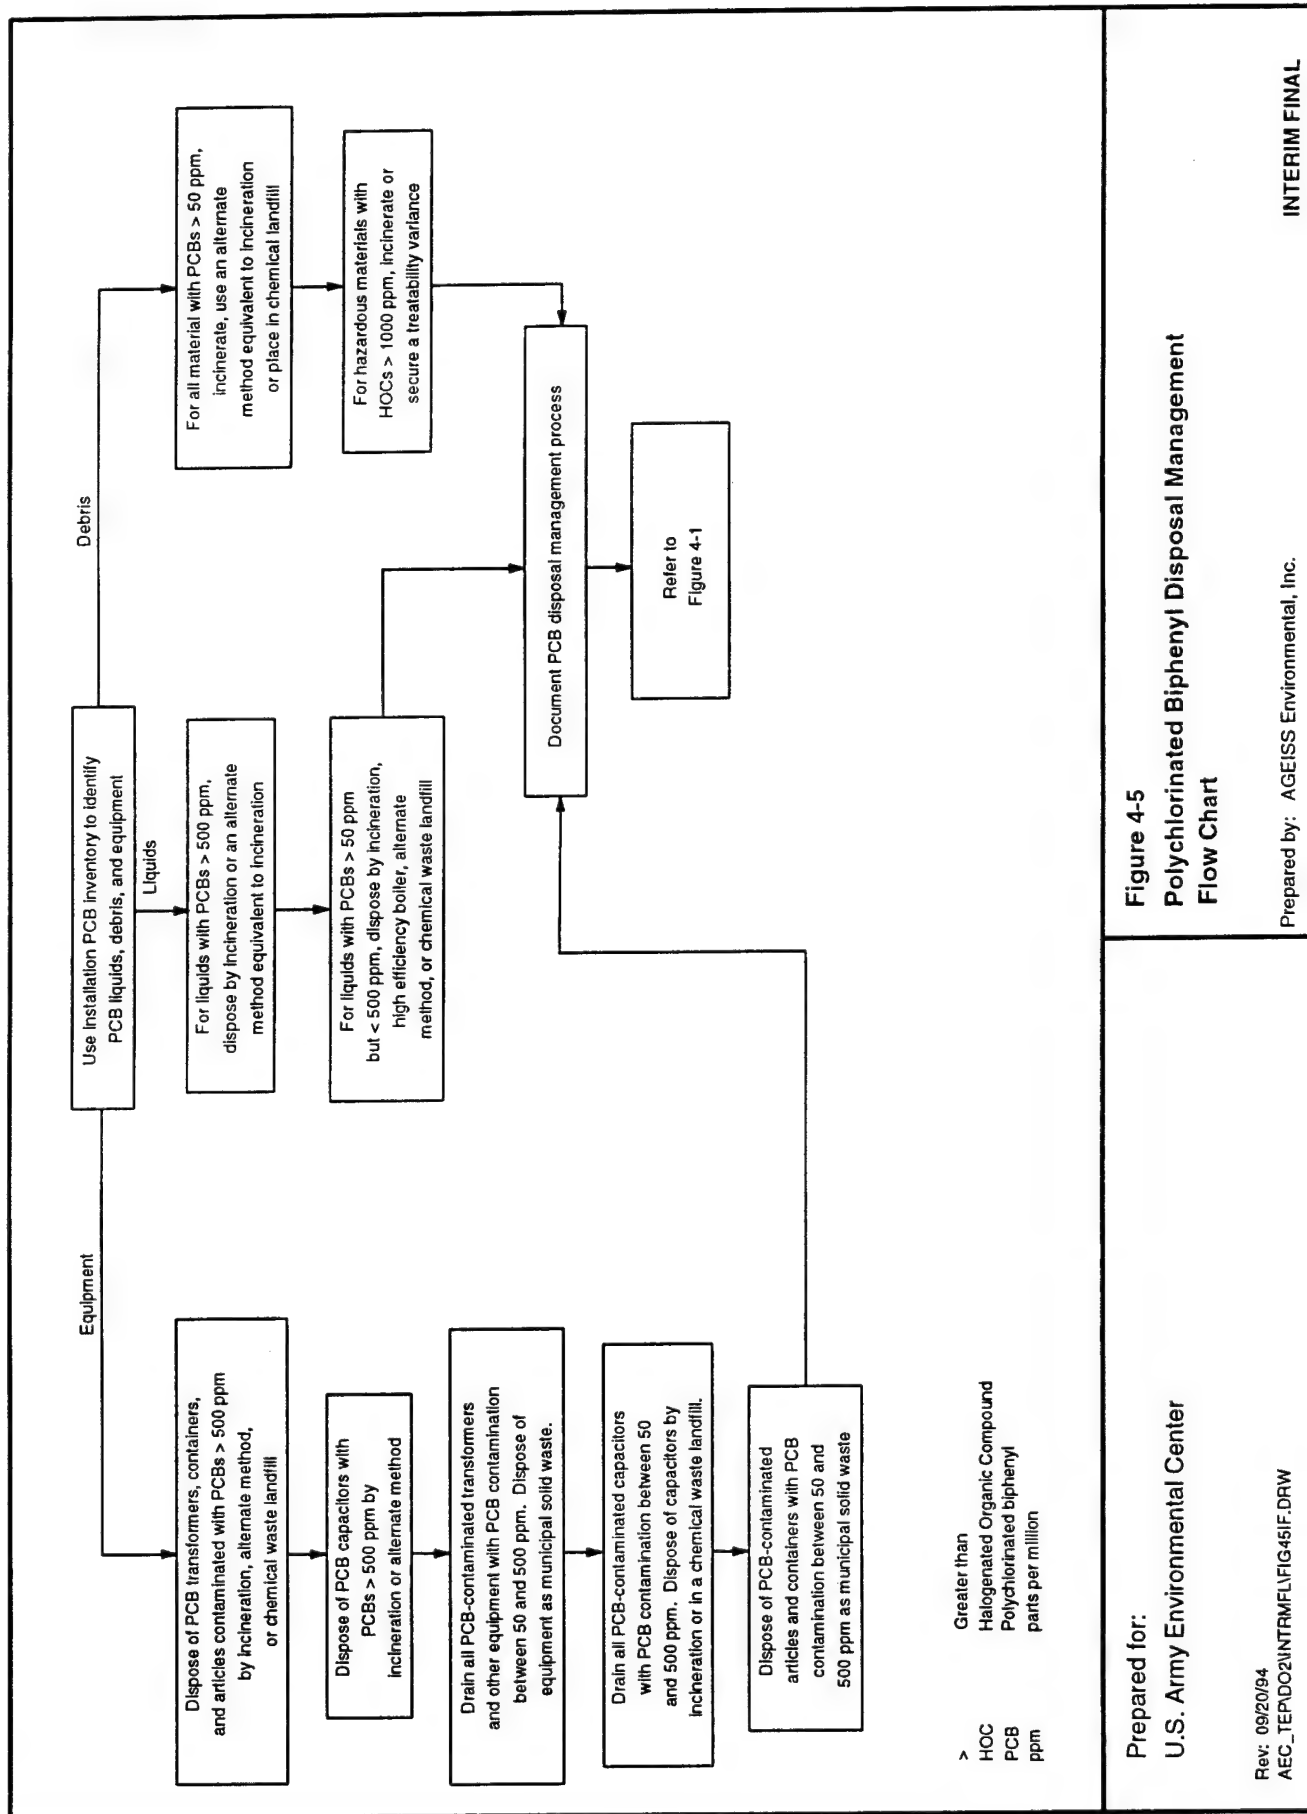 Use Installation PCB inventory to identify
PCB liquids, debris, and equipment
Equipment
Liquids
Debris
Dispose of PCB transformers, containers,
and articles contaminated with PCBs > 500 ppm
by incineration, alternate method,
or chemical waste landfill
Dispose of PCB capacitors with
PCBs > 500 ppm by
incineration or alternate method
Drain all PCB-contaminated transformers
and other equipment with PCB contamination
between 50 and 500 ppm. Dispose of
equipment as municipal solid waste.
Drain all PCB-contaminated capacitors
with PCB contamination between 50
and 500 ppm. Dispose of capacitors by
incineration or in a chemical waste landfill.
Dispose of PCB-contaminated
articles and containers with PCB
contamination between 50 and
500 ppm as municipal solid waste
For liquids with PCBs > 500 ppm,
dispose by incineration or an alternate
method equivalent to incineration
For liquids with PCBs > 50 ppm
but < 500 ppm, dispose by incineration,
high efficiency boiler, alternate
method, or chemical waste landfill
For all material with PCBs > 50 ppm,
incinerate, use an alternate
method equivalent to incineration
or place in chemical landfill
For hazardous materials with
HOCs > 1000 ppm, incinerate or
secure a treatability variance
Document PCB disposal management process
Refer to
Figure 4-1
> Greater than
HOC Halogenated Organic Compound
PCB Polychlorinated biphenyl
ppm parts per million
Prepared for:
U.S. Army Environmental Center
Rev: 09/20/94
AEC_TEP\DO2\INTRMFL\FIG45IF.DRW
Figure 4-5
Polychlorinated Biphenyl Disposal Management
Flow Chart
Prepared by: AGEISS Environmental, Inc.
INTERIM FINAL